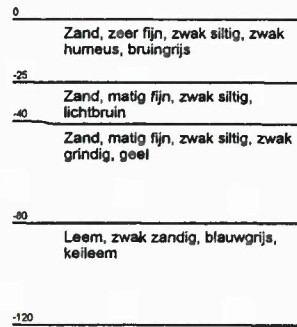 0
Zand, zeer fijn, zwak siltig, zwak
humeus, bruingrijs
-25
Zand, matig fijn, zwak siltig,
lichtbruin
-40
Zand, matig fijn, zwak siltig, zwak
grindig, geel
-80
Leem, zwak zandig, blauwgrijs,
keileem
-120